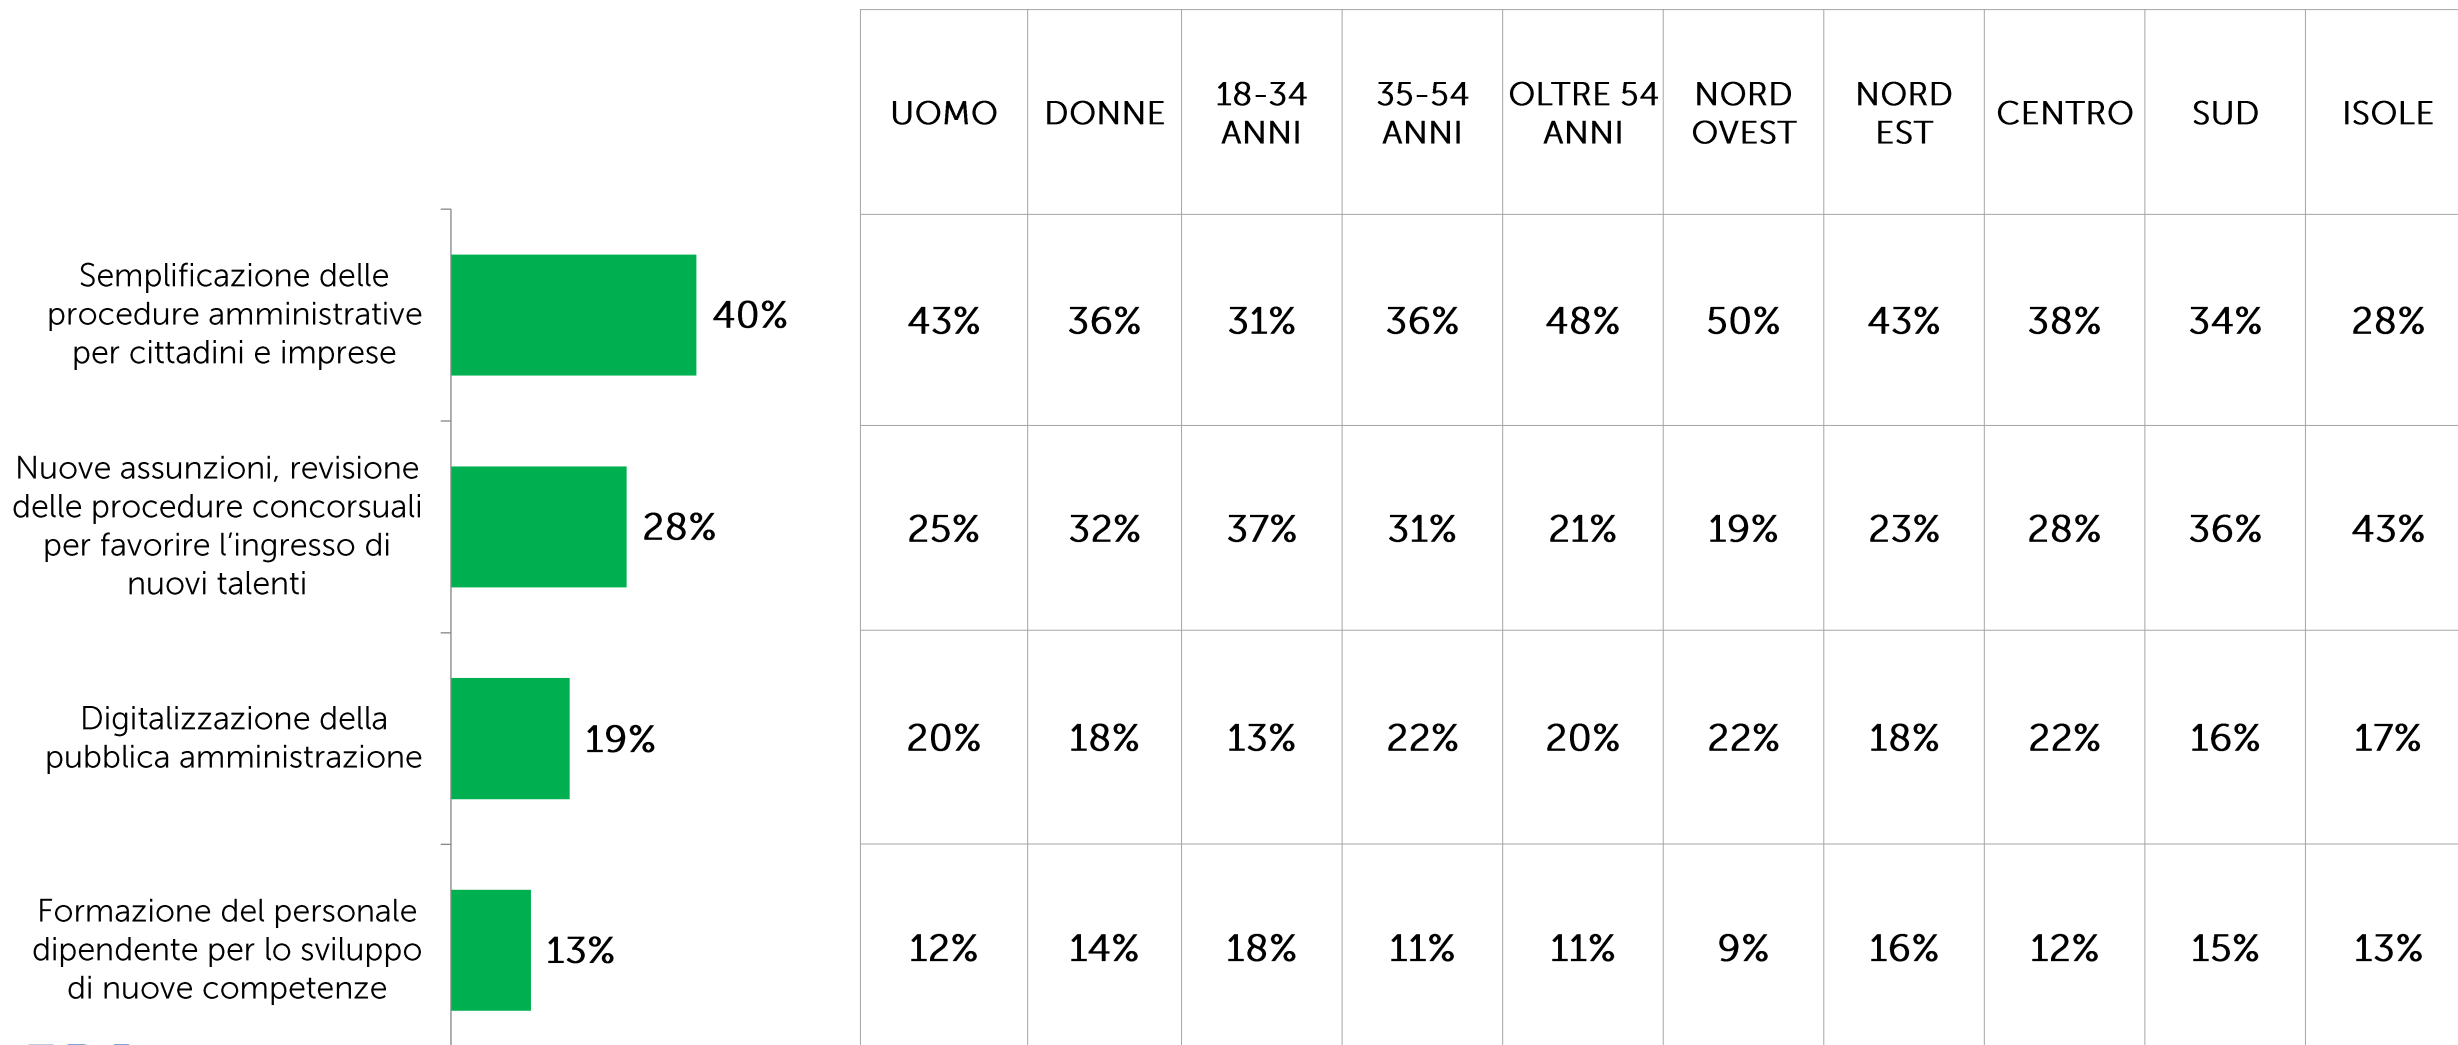 UOMO DONNE 18-34 ANNI 35-54 ANNI OLTRE 54 ANNI NORD OVEST NORD EST CENTRO SUD ISOLE
Semplificazione delle
procedure amministrative
per cittadini e imprese
40% 43% 36% 31% 36% 48% 50% 43% 38% 34% 28%
Nuove assunzioni, revisione
delle procedure concorsuali
per favorire l'ingresso di
nuovi talenti
28% 25% 32% 37% 31% 21% 19% 23% 28% 36% 43%
Digitalizzazione della
pubblica amministrazione
19% 20% 18% 13% 22% 20% 22% 18% 22% 16% 17%
Formazione del personale
dipendente per lo sviluppo
di nuove competenze
13% 12% 14% 18% 11% 11% 9% 16% 12% 15% 13%